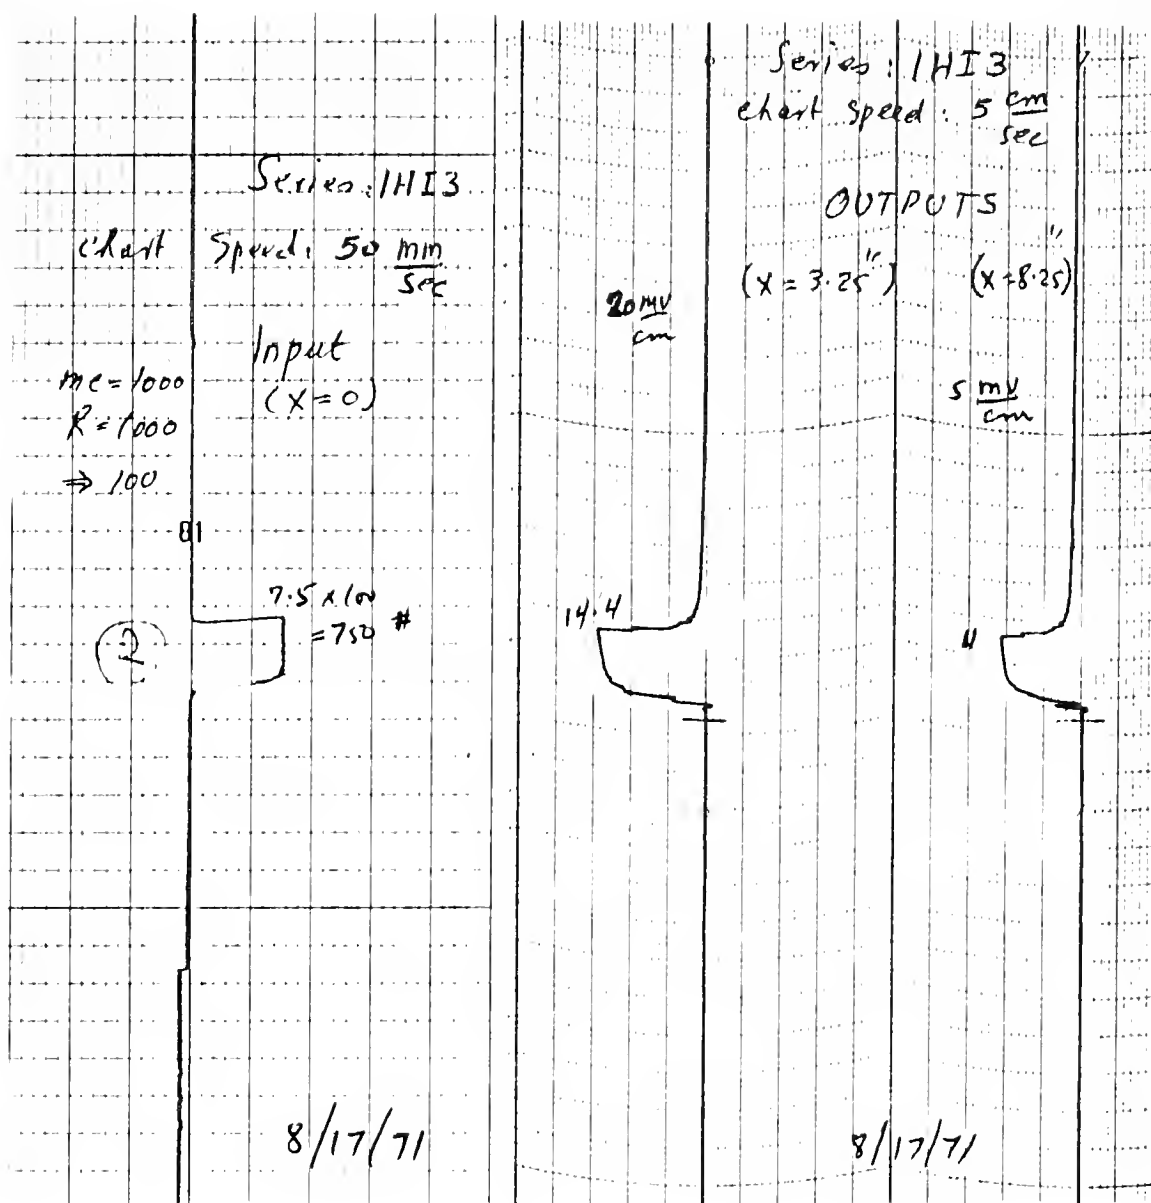 Series: 1HI3
Chart Speed: 50 mm/sec
Input
(X = 0)
mc = 1000
R = 1000
⇒ 100
81
7.5 x 100
= 750 #
2
8/17/71
Series: 1HI3
chart speed: 5 cm/sec
OUTPUTS
(X = 3.25") (X = 8.25")
20 mv/cm
5 mv/cm
14.4
11
8/17/71